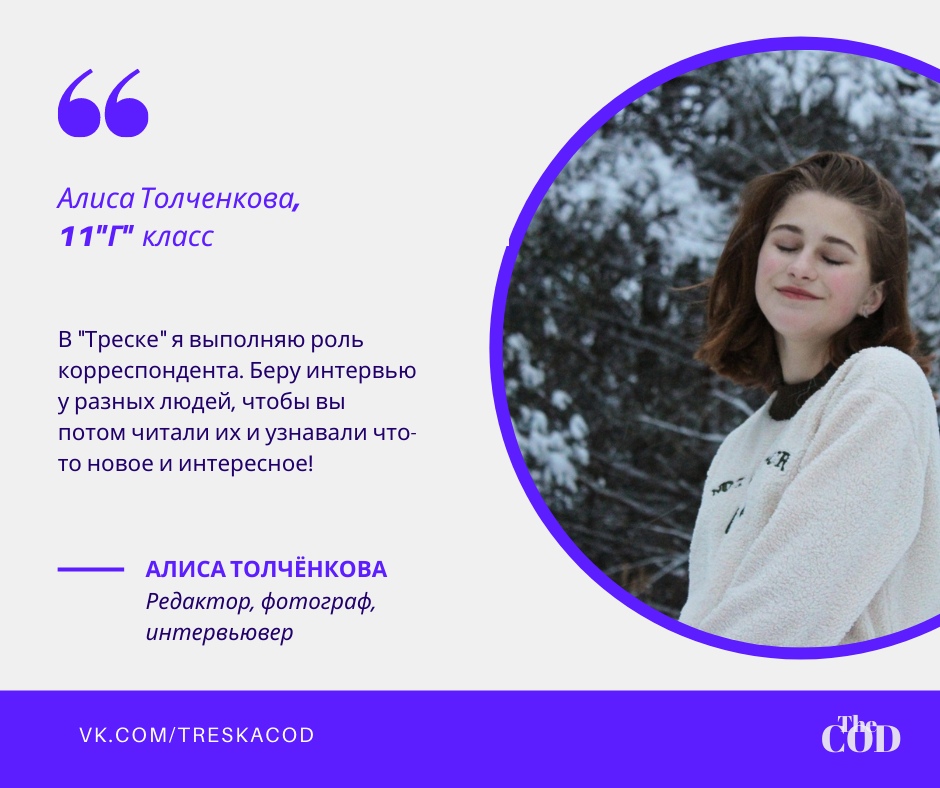 Алиса Толченкова,
11"Г" класс
В "Треске" я выполняю роль
корреспондента. Беру интервью
у разных людей, чтобы вы
потом читали их и узнавали что-
то новое и интересное!
АЛИСА ТОЛЧЁНКОВА
Редактор, фотограф,
интервьювер
VK.COM/TRESKACOD
The
COD